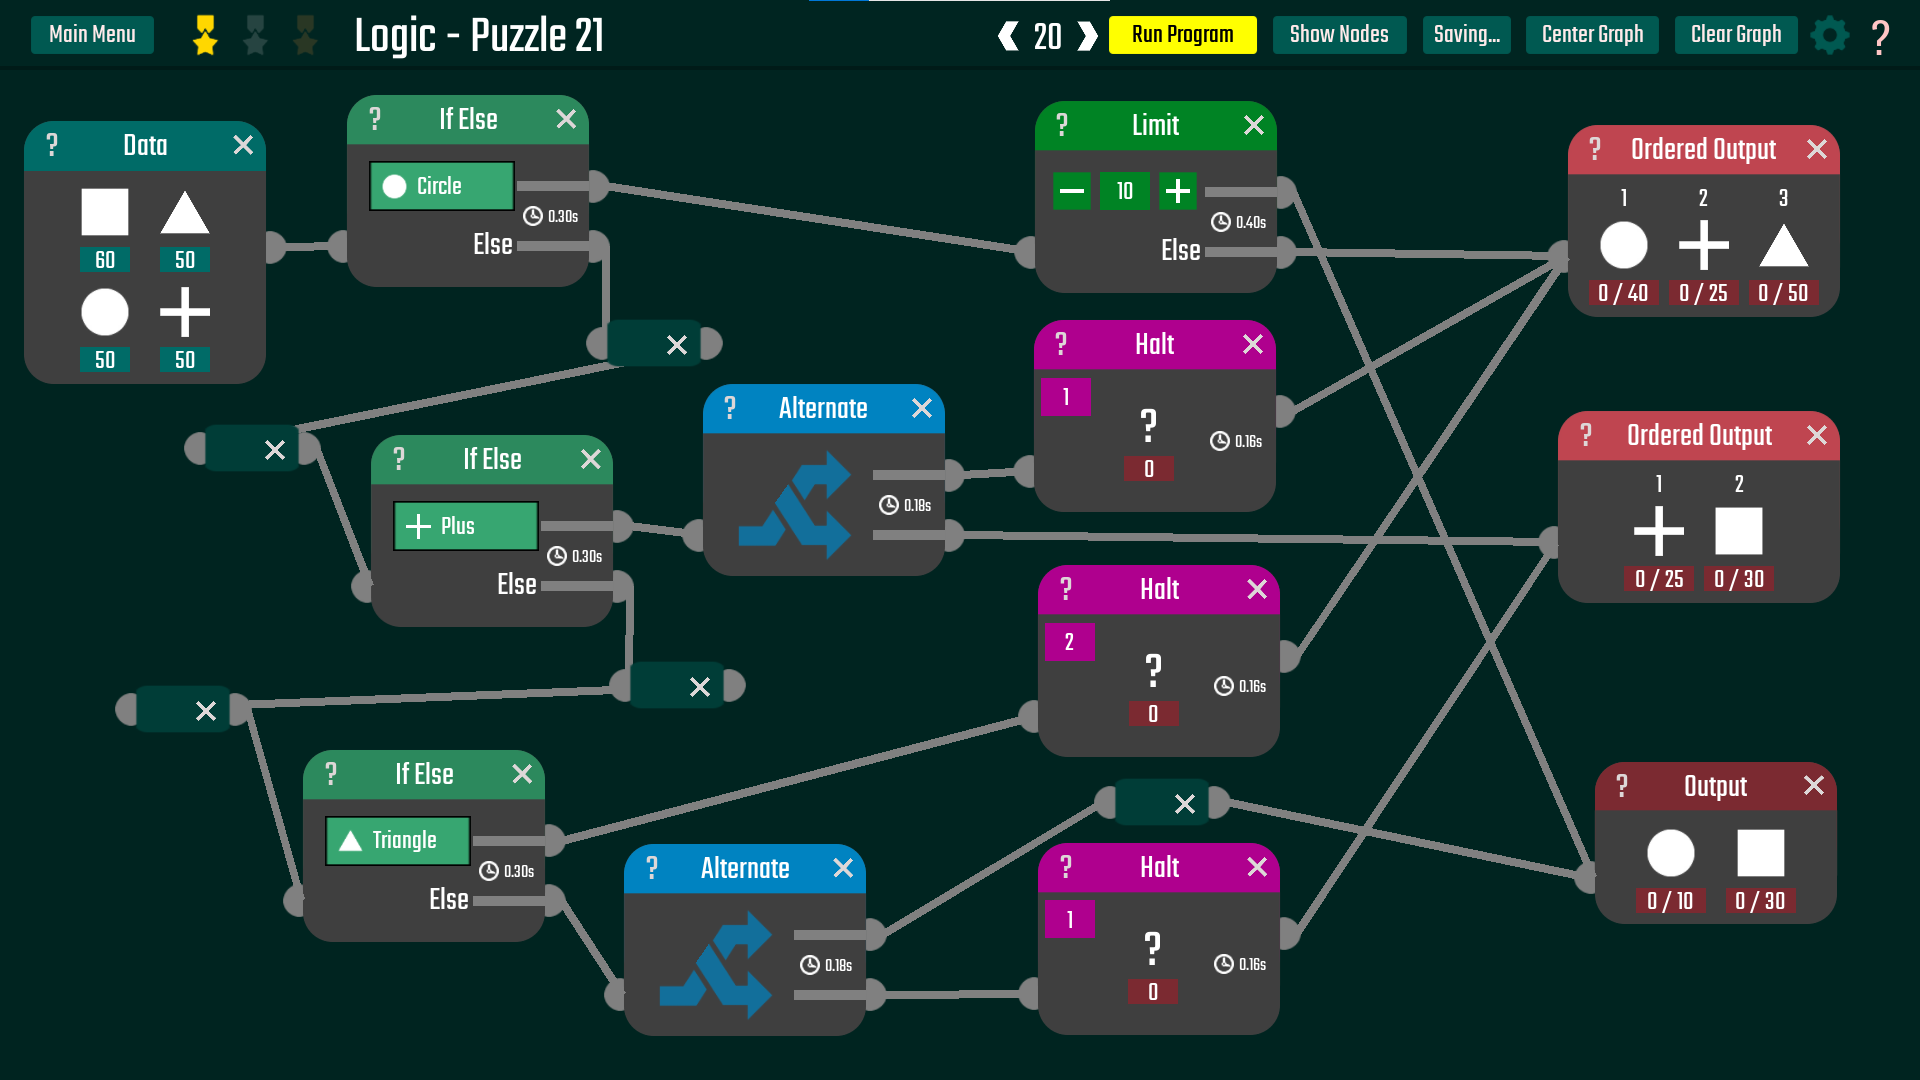 Main Menu
Logic - Puzzle 21
20
Run Program
Show Nodes
Saving...
Center Graph
Clear Graph
?
? Data
60 50
50 50
? If Else
Circle
0.30s
Else
? Limit
10
0.40s
Else
? Ordered Output
1 2 3
0 / 40 0 / 25 0 / 50
? Halt
1
?
0.16s
0
? Alternate
0.18s
? If Else
Plus
0.30s
Else
? Ordered Output
1 2
0 / 25 0 / 30
? Halt
2
?
0.16s
0
? If Else
Triangle
0.30s
Else
? Alternate
0.18s
? Halt
1
?
0.16s
0
? Output
0 / 10 0 / 30